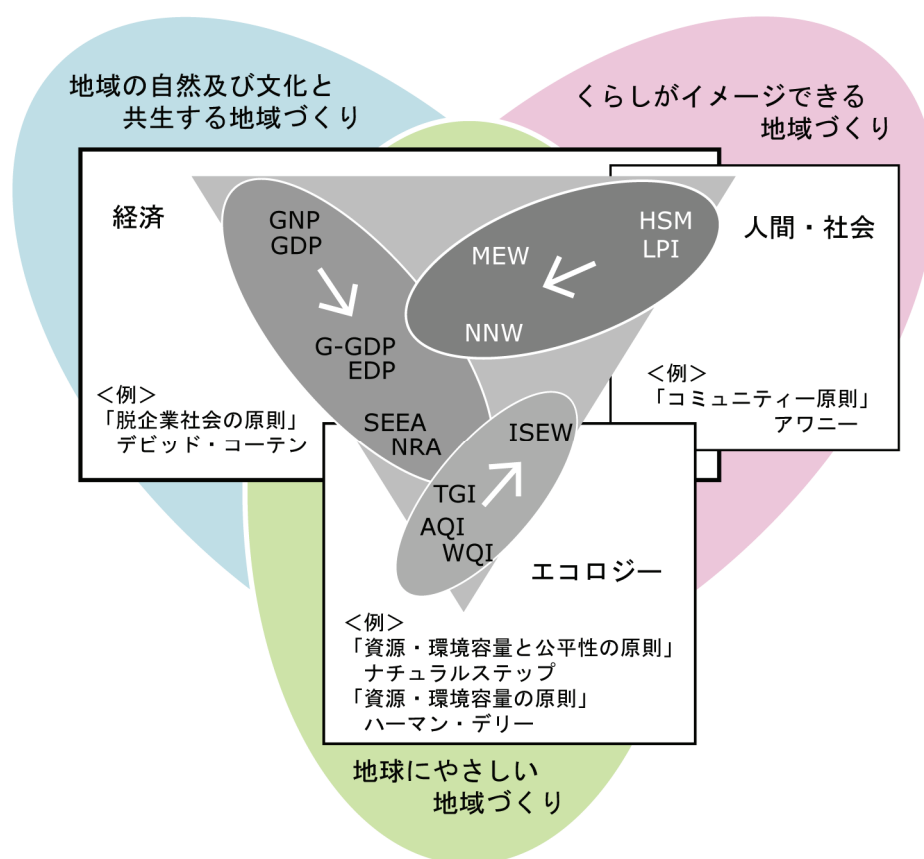 地域の自然及び文化と
共生する地域づくり
くらしがイメージできる
地域づくり
経済
GNP
GDP
G-GDP
EDP
SEEA
NRA
<例>
「脱企業社会の原則」
デビッド・コーテン
HSM
LPI
MEW
NNW
人間・社会
<例>
「コミュニティー原則」
アワニー
ISEW
TGI
AQI
WQI
エコロジー
<例>
「資源・環境容量と公平性の原則」
ナチュラルステップ
「資源・環境容量の原則」
ハーマン・デリー
地球にやさしい
地域づくり